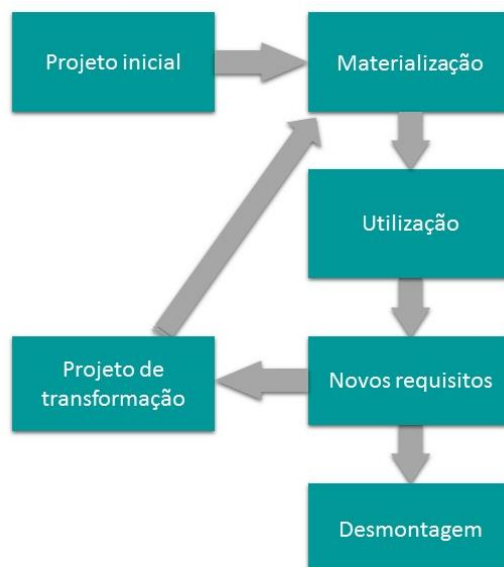 Projeto inicial
Materialização
Utilização
Projeto de
transformação
Novos requisitos
Desmontagem